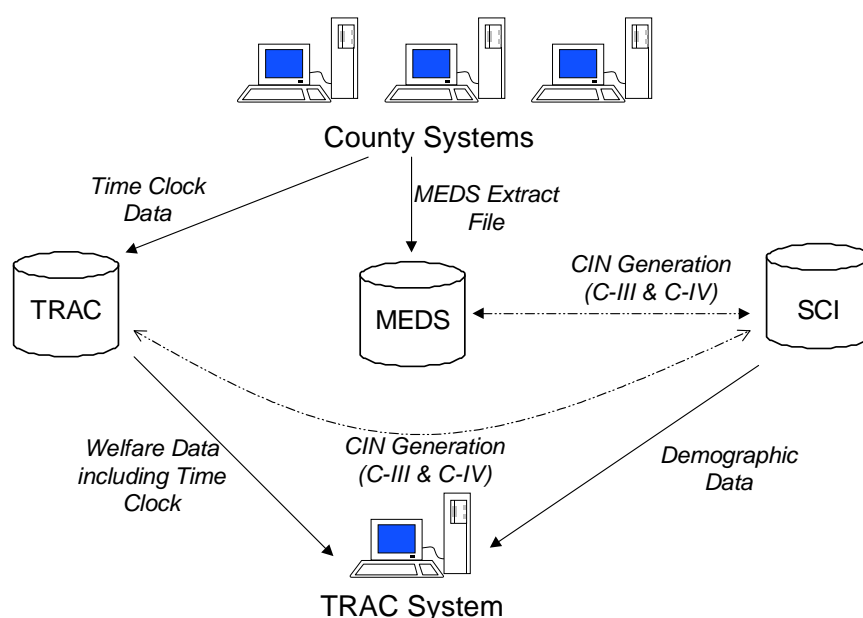 County Systems
Time Clock
Data
MEDS Extract
File
CIN Generation
(C-III & C-IV)
TRAC
MEDS
SCI
Welfare Data
including Time
Clock
CIN Generation
(C-III & C-IV)
Demographic
Data
TRAC System